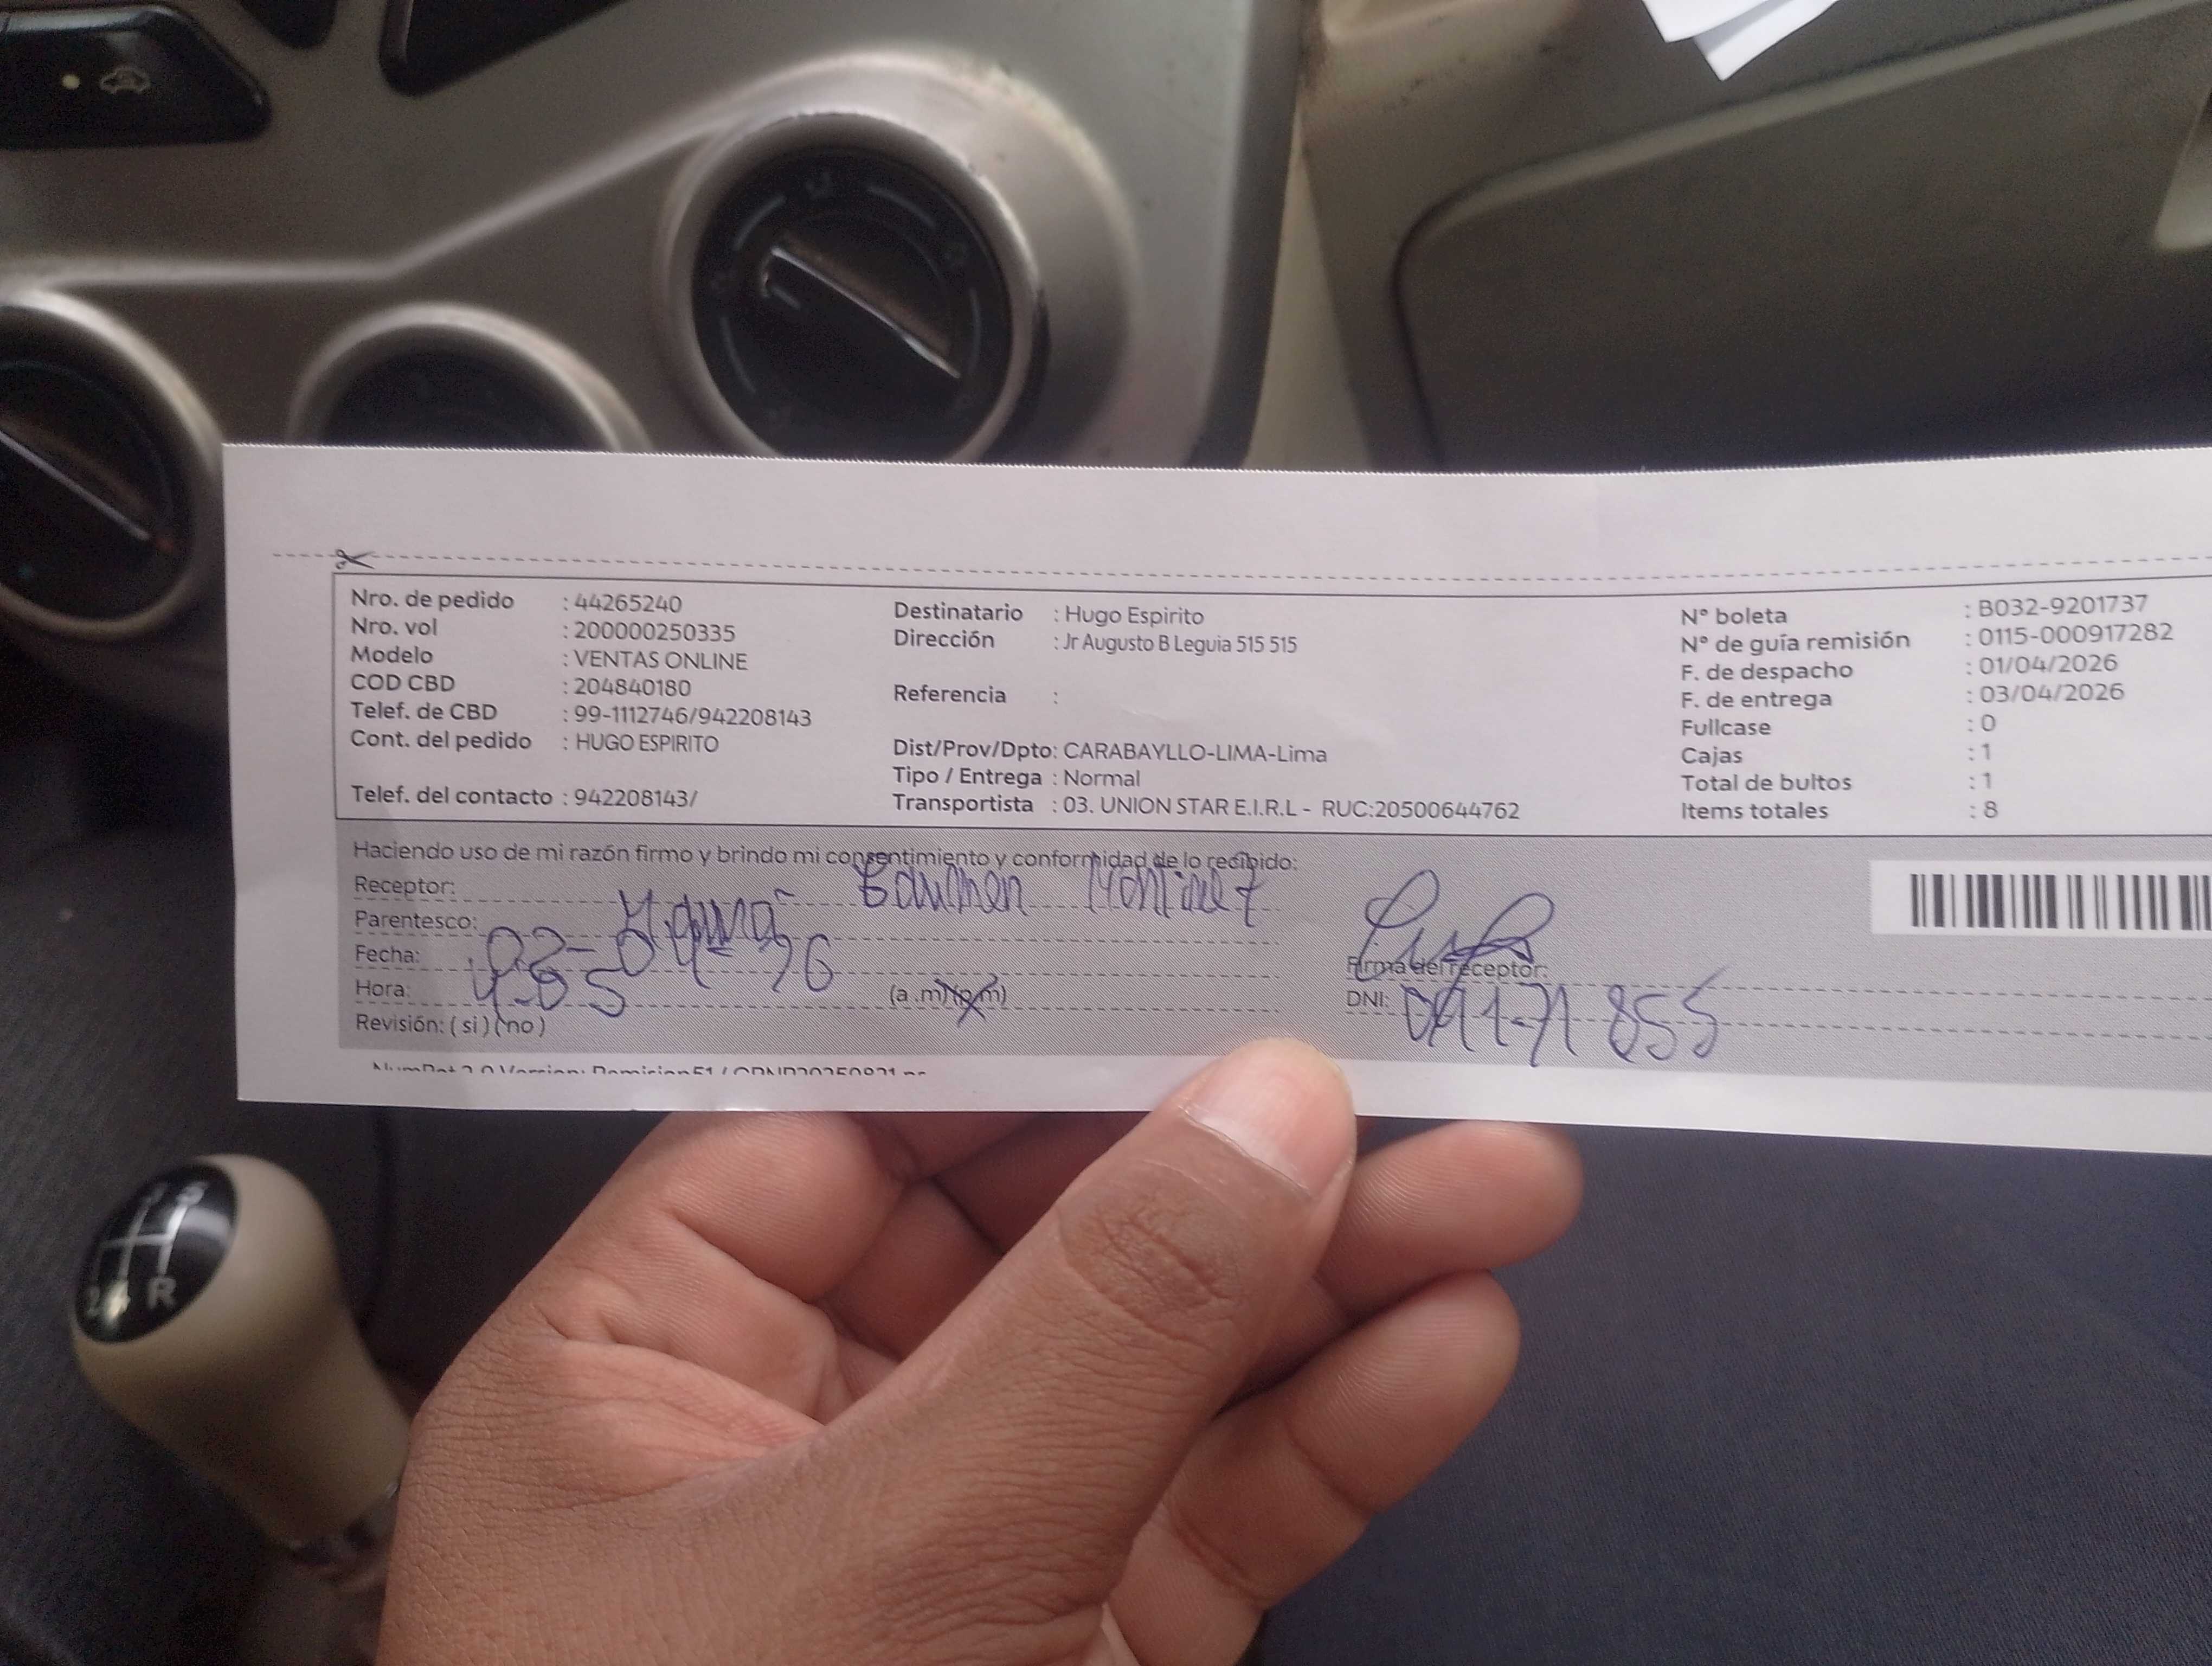 Nro. de pedido : 44265240
Nro. vol : 200000250335
Modelo : VENTAS ONLINE
COD CBD : 204840180
Telef. de CBD : 99-1112746/942208143
Cont. del pedido : HUGO ESPIRITO
Telef. del contacto : 942208143/
Destinatario : Hugo Espirito
Dirección : Jr Augusto B Leguia 515 515
Referencia :
Dist/Prov/Dpto: CARABAYLLO-LIMA-Lima
Tipo / Entrega : Normal
Transportista : 03. UNION STAR E.I.R.L - RUC:20500644762
N° boleta : B032-9201737
N° de guía remisión : 0115-000917282
F. de despacho : 01/04/2026
F. de entrega : 03/04/2026
Fullcase : 0
Cajas : 1
Total de bultos : 1
Items totales : 8
Haciendo uso de mi razón firmo y brindo mi consentimiento y conformidad de lo recibido:
Receptor:
Parentesco:
Fecha:
Hora: 4:05 (a .m)(p.m)
Revisión: ( si ) ( no )
Firma del receptor:
DNI:
R